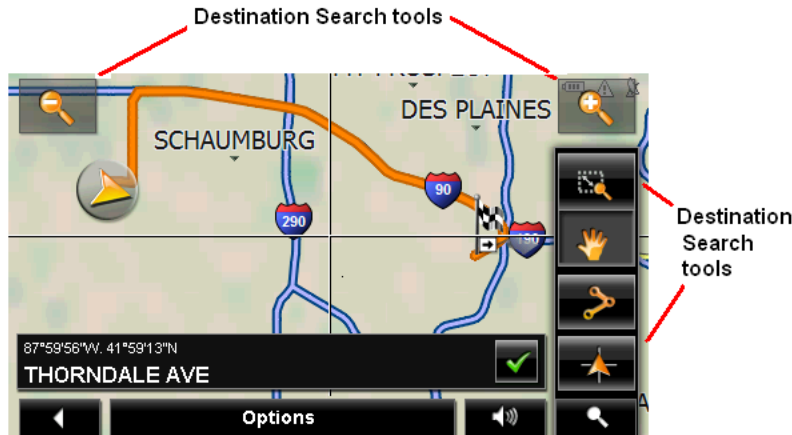 Destination Search tools
DES PLAINES
SCHAUMBURG
90
290
190
Destination
Search
tools
87°59'56"W. 41°59'13"N
THORNDALE AVE
Options